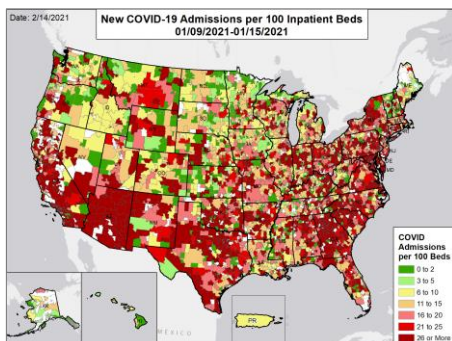 Date: 2/14/2021
New COVID-19 Admissions per 100 Inpatient Beds
01/09/2021-01/15/2021
MEXICO
PR
COVID
Admissions
per 100 Beds
0 to 2
3 to 5
6 to 10
11 to 15
16 to 20
21 to 25
26 or More